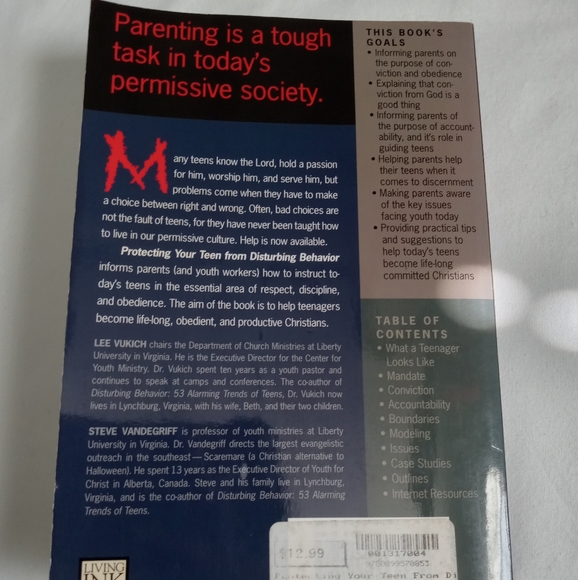 Parenting is a tough
task in today's
permissive society.
Many teens know the Lord, hold a passion
for him, worship him, and serve him, but
problems come when they have to make
a choice between right and wrong. Often, bad choices are
not the fault of teens, for they have never been taught how
to live in our permissive culture. Help is now available.
Protecting Your Teen from Disturbing Behavior
informs parents (and youth workers) how to instruct to-
day's teens in the essential area of respect, discipline,
and obedience. The aim of the book is to help teenagers
become life-long, obedient, and productive Christians.
LEE VUKICH chairs the Department of Church Ministries at Liberty
University in Virginia. He is the Executive Director for the Center for
Youth Ministry. Dr. Vukich spent ten years as a youth pastor and
continues to speak at camps and conferences. The co-author of
Disturbing Behavior: 53 Alarming Trends of Teens, Dr. Vukich now
lives in Lynchburg, Virginia, with his wife, Beth, and their two children.
STEVE VANDEGRIFF is professor of youth ministries at Liberty
University in Virginia. Dr. Vandegriff directs the largest evangelistic
outreach in the southeast—Scaremare (a Christian alternative to
Halloween). He spent 13 years as the Executive Director of Youth for
Christ in Alberta, Canada. Steve and his family live in Lynchburg,
Virginia, and is the co-author of Disturbing Behavior: 53 Alarming
Trends of Teens.
THIS BOOK'S
GOALS
• Informing parents on
the purpose of con-
viction and obedience
• Explaining that con-
viction from God is a
good thing
• Informing parents of
the purpose of account-
ability, and it's role in
guiding teens
• Helping parents help
their teens when it
comes to discernment
• Making parents aware
of the key issues
facing youth today
• Providing practical tips
and suggestions to
help today's teens
become life-long
committed Christians
TABLE OF
CONTENTS
• What a Teenager
Looks Like
• Mandate
• Conviction
• Accountability
• Boundaries
• Modeling
• Issues
• Case Studies
• Outlines
• Internet Resources
LIVING
INK
$12.99
001317004
Your Teen From Di